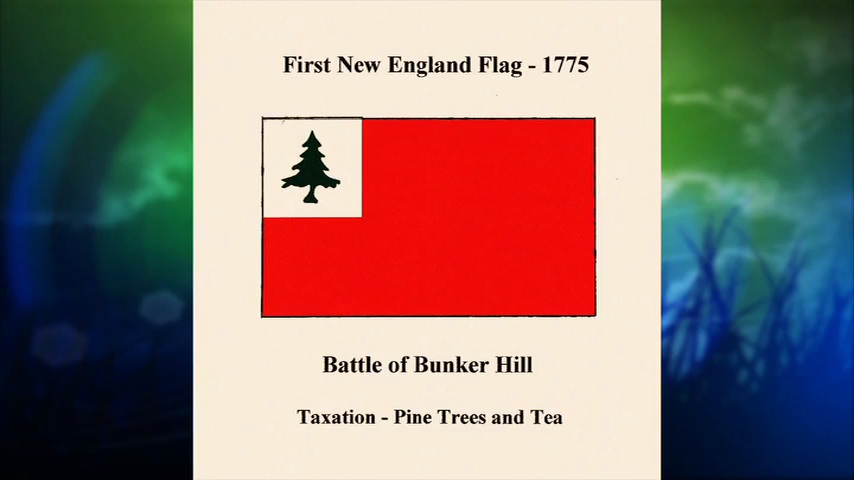 First New England Flag - 1775
Battle of Bunker Hill
Taxation - Pine Trees and Tea